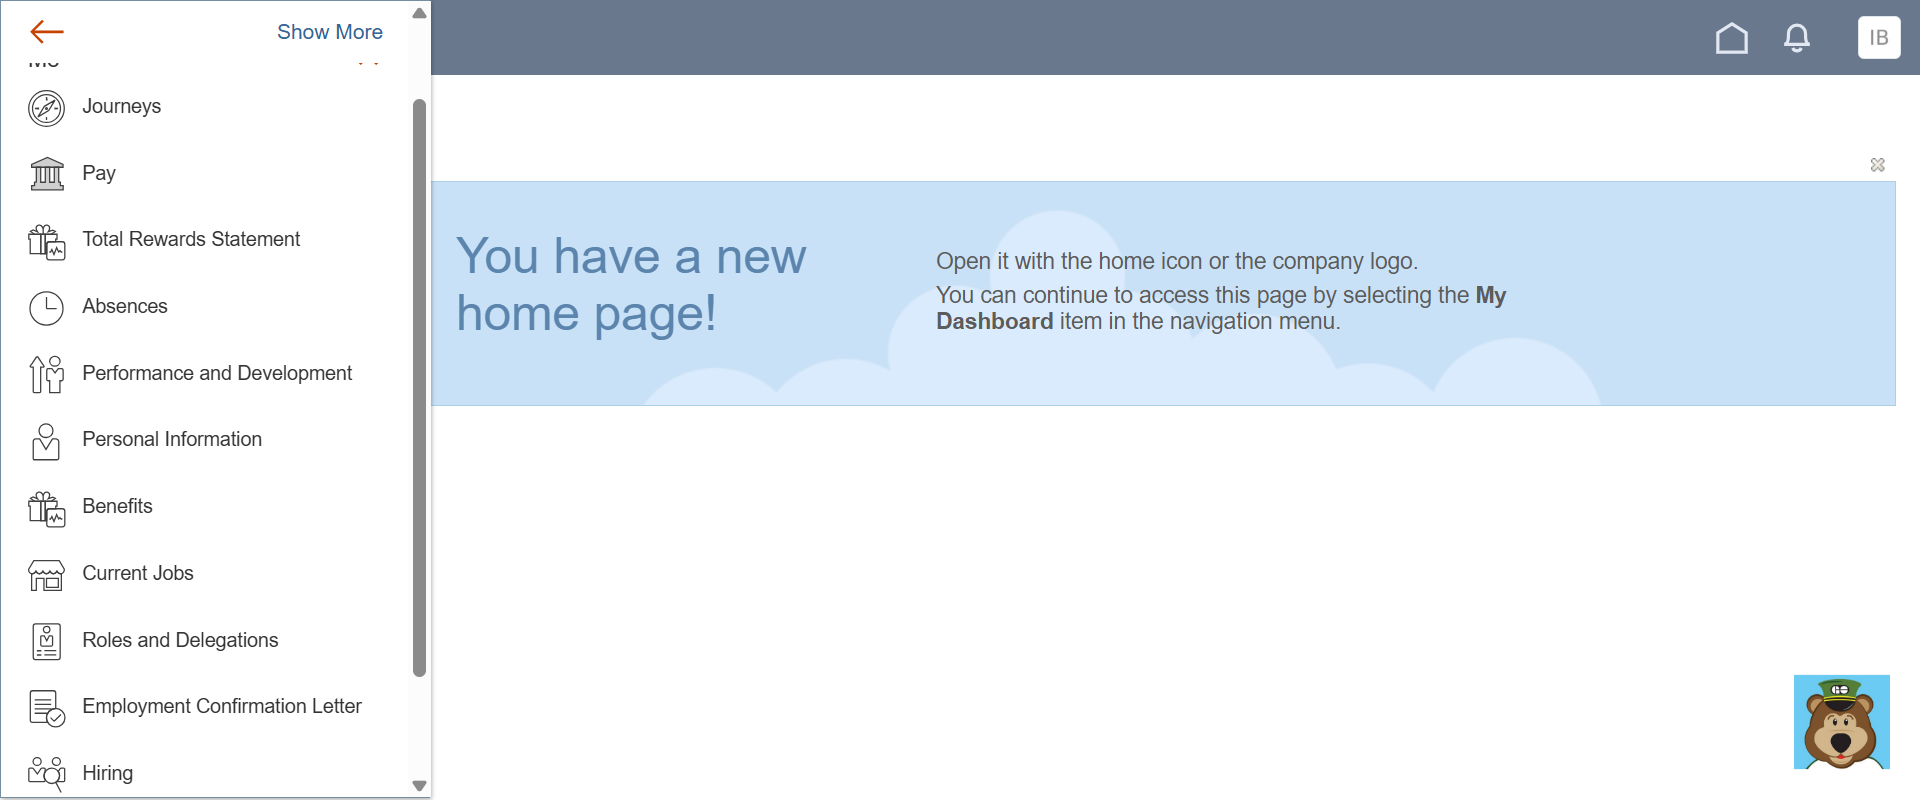 Show More
IB
Journeys
Pay
Total Rewards Statement
Absences
Performance and Development
Personal Information
Benefits
Current Jobs
Roles and Delegations
Employment Confirmation Letter
Hiring
You have a new
home page!
Open it with the home icon or the company logo.
You can continue to access this page by selecting the My
Dashboard item in the navigation menu.